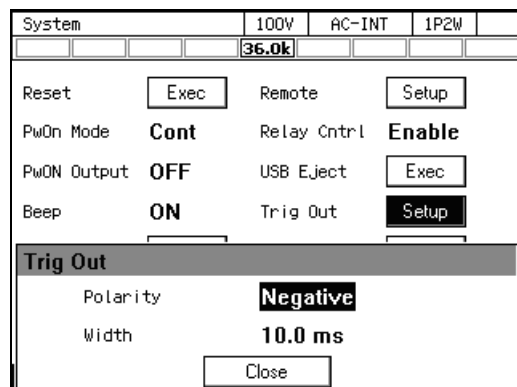 System 100V AC-INT 1P2W
36.0k
Reset Exec Remote Setup
PwOn Mode Cont Relay Cntrl Enable
PwON Output OFF USB Eject Exec
Beep ON Trig Out Setup
Trig Out
Polarity Negative
Width 10.0 ms
Close